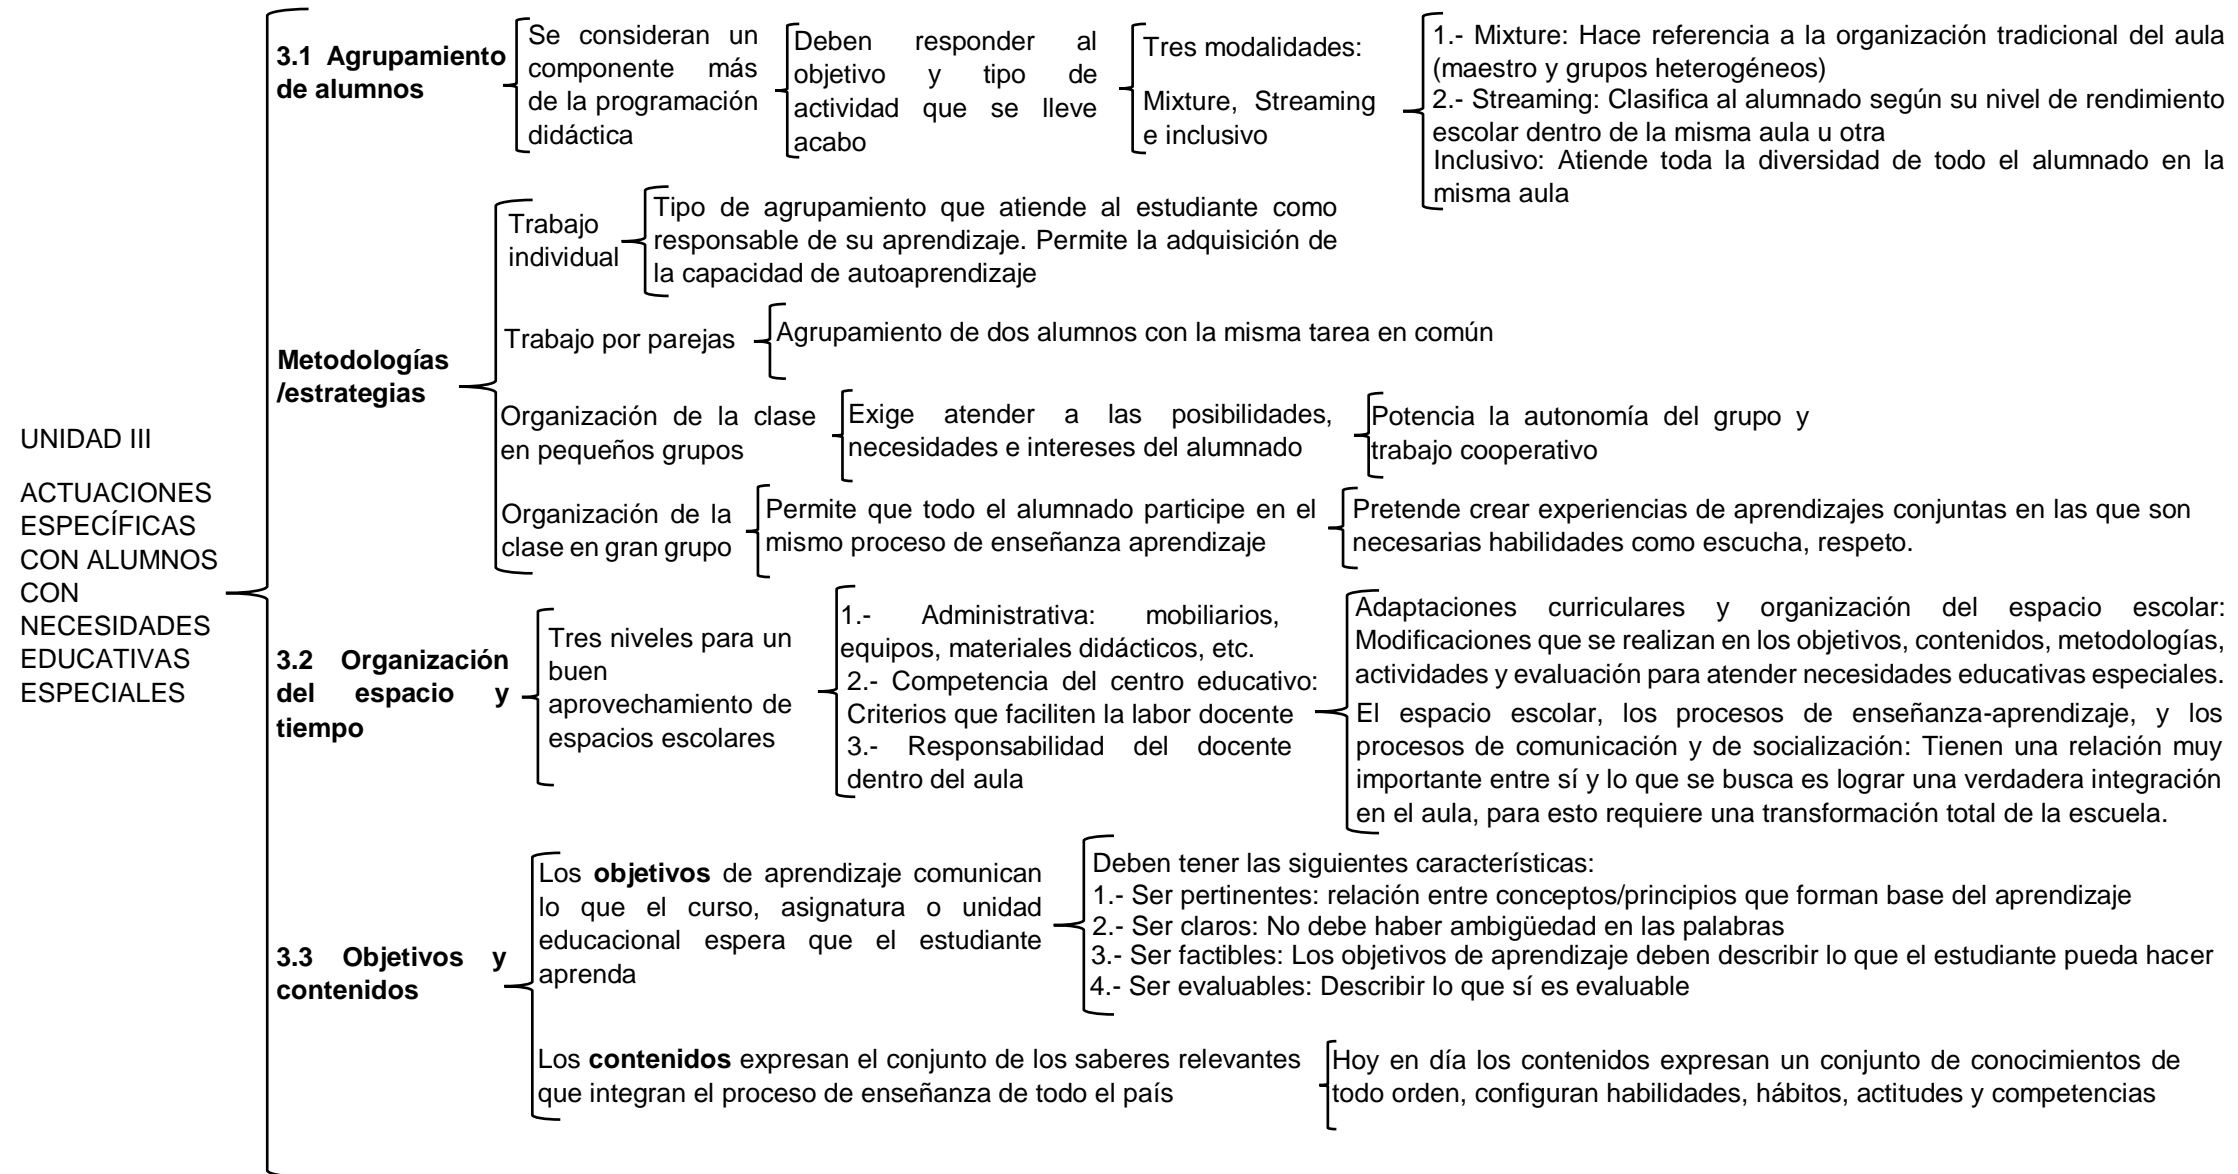 UNIDAD III
ACTUACIONES
ESPECÍFICAS
CON ALUMNOS
CON
NECESIDADES
EDUCATIVAS
ESPECIALES
3.1 Agrupamiento
de alumnos
Se consideran un
componente más
de la programación
didáctica
Deben responder al
objetivo y tipo de
actividad que se lleve
acabo
Tres modalidades:
Mixture, Streaming
e inclusivo
1.- Mixture: Hace referencia a la organización tradicional del aula
(maestro y grupos heterogéneos)
2.- Streaming: Clasifica al alumnado según su nivel de rendimiento
escolar dentro de la misma aula u otra
Inclusivo: Atiende toda la diversidad de todo el alumnado en la
misma aula
Metodologías
/estrategias
Trabajo
individual
Tipo de agrupamiento que atiende al estudiante como
responsable de su aprendizaje. Permite la adquisición de
la capacidad de autoaprendizaje
Trabajo por parejas
Agrupamiento de dos alumnos con la misma tarea en común
Organización de la clase
en pequeños grupos
Exige atender a las posibilidades,
necesidades e intereses del alumnado
Potencia la autonomía del grupo y
trabajo cooperativo
Organización de la
clase en gran grupo
Permite que todo el alumnado participe en el
mismo proceso de enseñanza aprendizaje
Pretende crear experiencias de aprendizajes conjuntas en las que son
necesarias habilidades como escucha, respeto.
3.2 Organización
del espacio y
tiempo
Tres niveles para un
buen
aprovechamiento de
espacios escolares
1.- Administrativa: mobiliarios,
equipos, materiales didácticos, etc.
2.- Competencia del centro educativo:
Criterios que faciliten la labor docente
3.- Responsabilidad del docente
dentro del aula
Adaptaciones curriculares y organización del espacio escolar:
Modificaciones que se realizan en los objetivos, contenidos, metodologías,
actividades y evaluación para atender necesidades educativas especiales.
El espacio escolar, los procesos de enseñanza-aprendizaje, y los
procesos de comunicación y de socialización: Tienen una relación muy
importante entre sí y lo que se busca es lograr una verdadera integración
en el aula, para esto requiere una transformación total de la escuela.
3.3 Objetivos y
contenidos
Los objetivos de aprendizaje comunican
lo que el curso, asignatura o unidad
educacional espera que el estudiante
aprenda
Deben tener las siguientes características:
1.- Ser pertinentes: relación entre conceptos/principios que forman base del aprendizaje
2.- Ser claros: No debe haber ambigüedad en las palabras
3.- Ser factibles: Los objetivos de aprendizaje deben describir lo que el estudiante pueda hacer
4.- Ser evaluables: Describir lo que sí es evaluable
Los contenidos expresan el conjunto de los saberes relevantes
que integran el proceso de enseñanza de todo el país
Hoy en día los contenidos expresan un conjunto de conocimientos de
todo orden, configuran habilidades, hábitos, actitudes y competencias